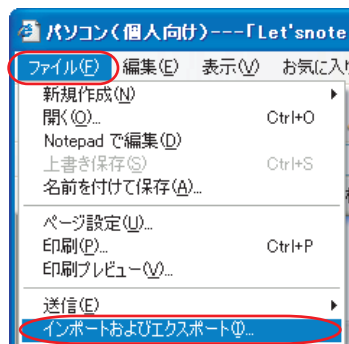 パソコン(個人向け)---「Let'snote
ファイル(F) 編集(E) 表示(V) お気に入
新規作成(N)
開く(O)... Ctrl+O
Notepad で編集(D)
上書き保存(S) Ctrl+S
名前を付けて保存(A)...
ページ設定(U)...
印刷(P)... Ctrl+P
印刷プレビュー(V)...
送信(E)
インポートおよびエクスポート(I)...